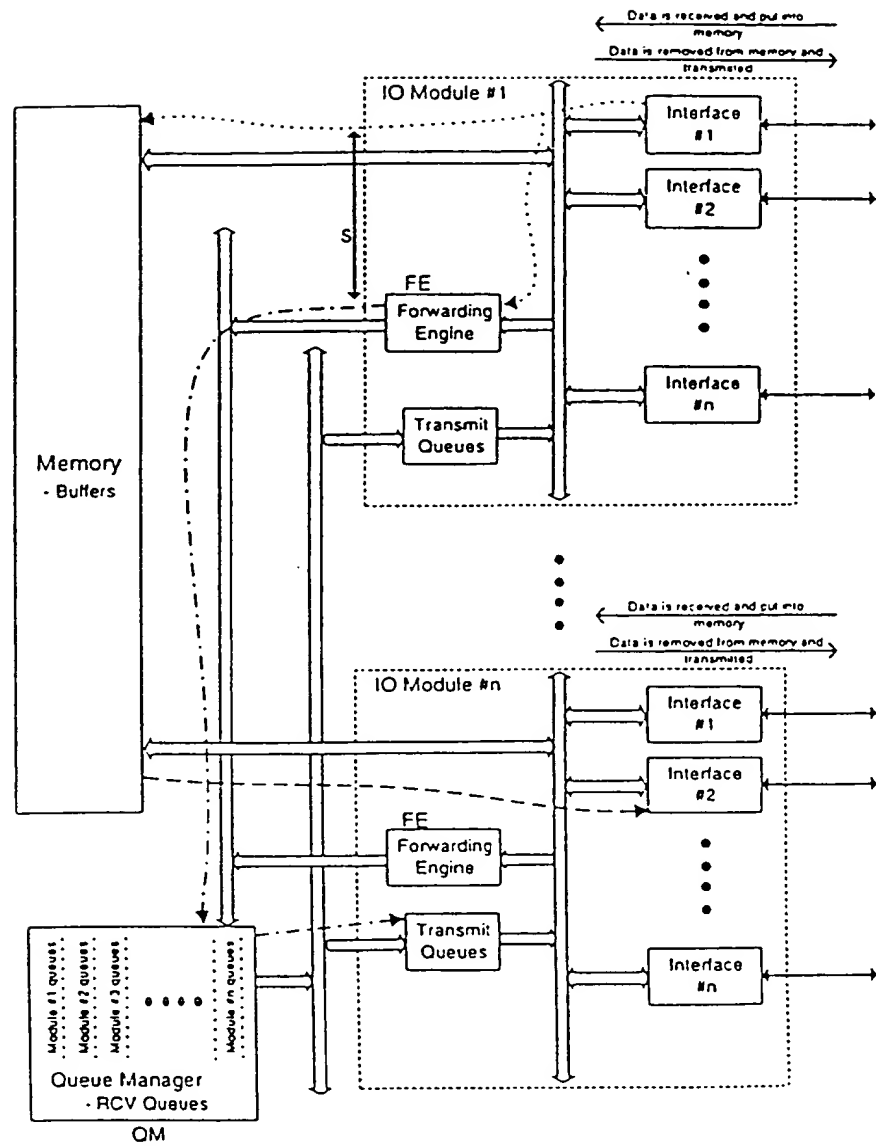 Data is received and put into
memory
Data is removed from memory and
transmitted
IO Module #1
Interface
#1
Interface
#2
S
FE
Forwarding
Engine
Interface
#n
Transmit
Queues
Memory
- Buffers
Data is received and put into
memory
Data is removed from memory and
transmitted
IO Module #n
Interface
#1
Interface
#2
FE
Forwarding
Engine
Transmit
Queues
Interface
#n
Module #1 queues
Module #2 queues
Module #3 queues
Module #n queues
Queue Manager
- RCV Queues
QM